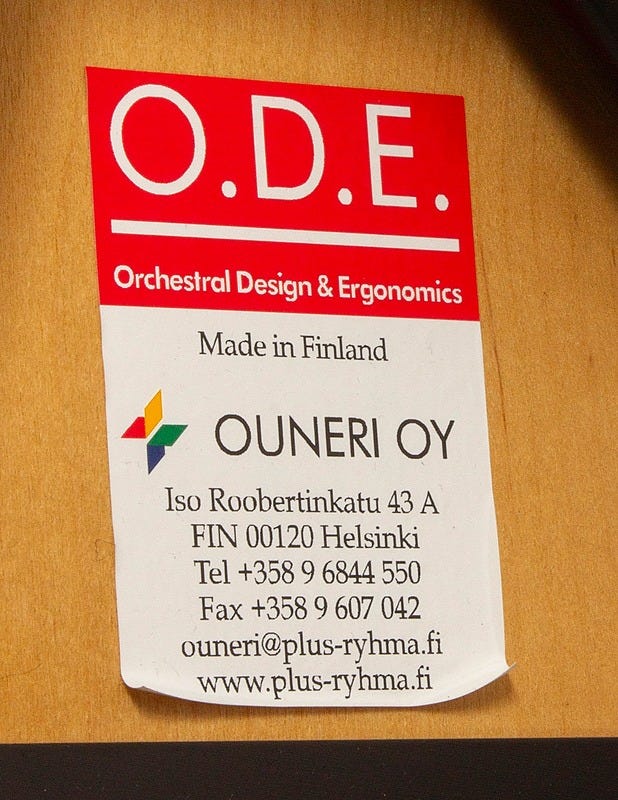 O.D.E.
Orchestral Design & Ergonomics
Made in Finland
OUNERI OY
Iso Roobertinkatu 43 A
FIN 00120 Helsinki
Tel +358 9 6844 550
Fax +358 9 607 042
ouneri@plus-ryhma.fi
www.plus-ryhma.fi